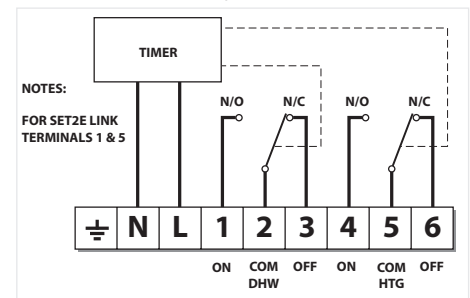 TIMER
NOTES:
FOR SET2E LINK
TERMINALS 1 & 5
N/O N/C N/O N/C
N L 1 2 3 4 5 6
ON COM OFF ON COM OFF
DHW HTG